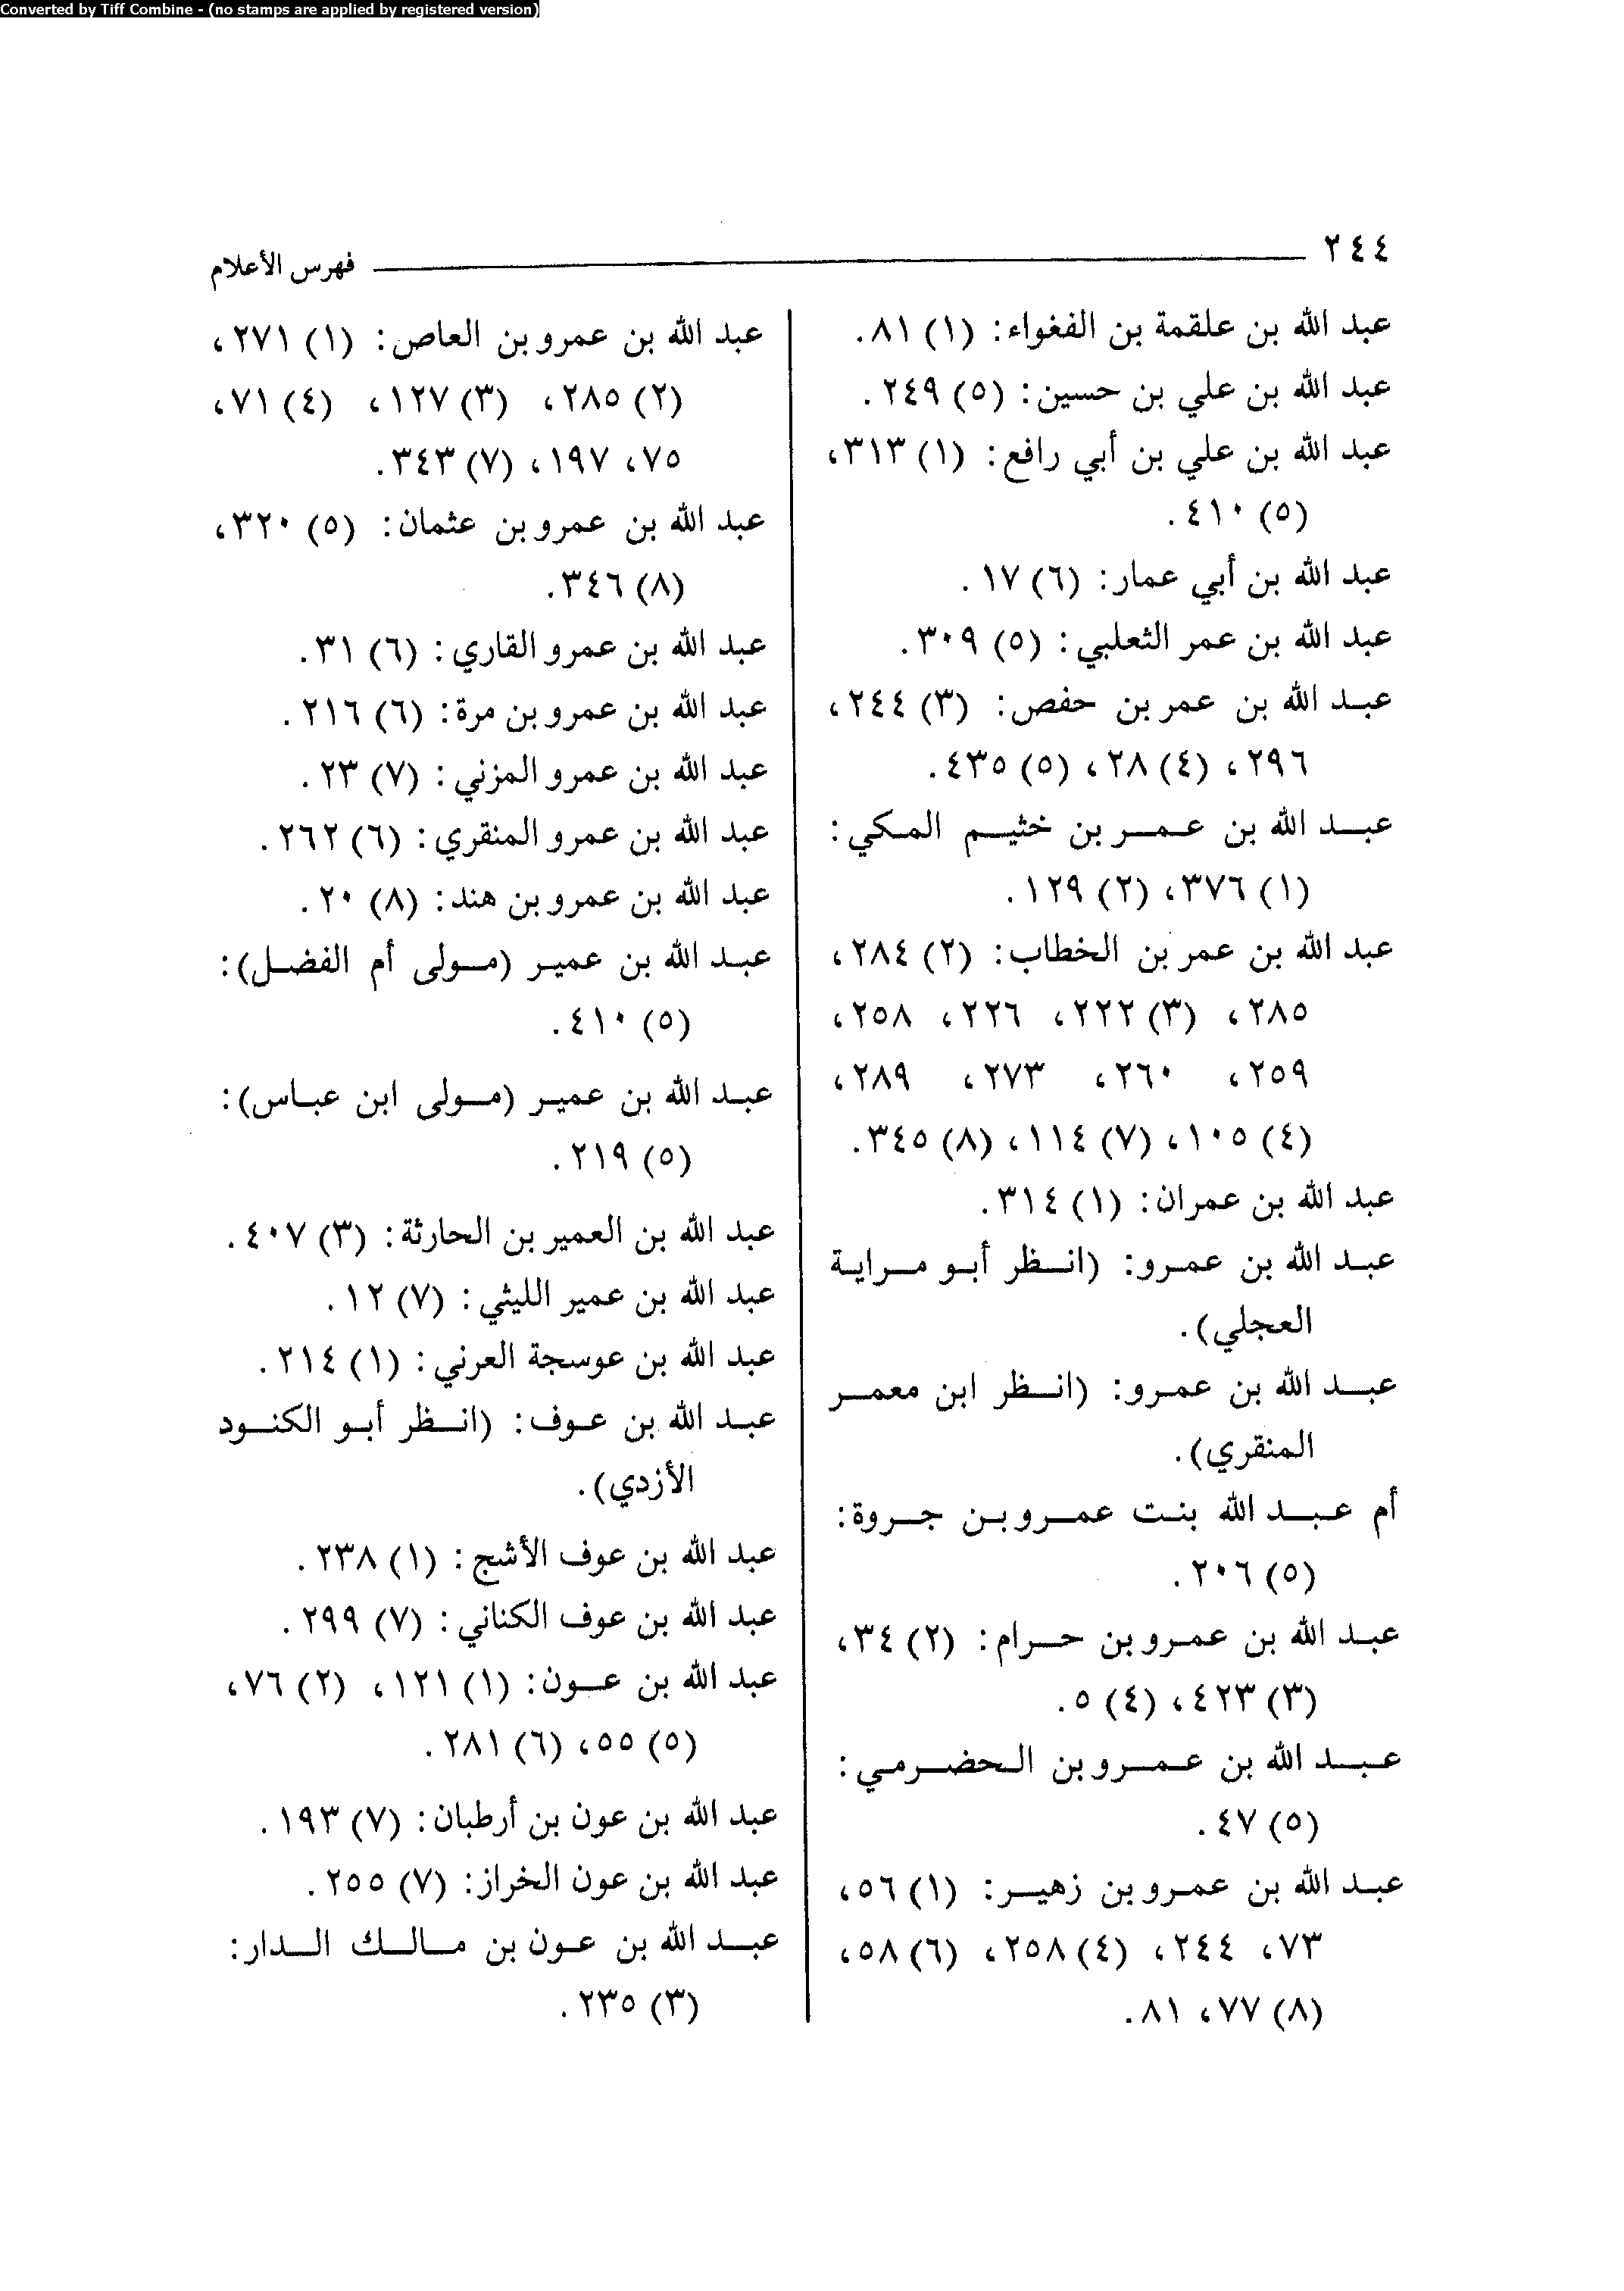 Converted by Tiff Combine - (no stamps are applied by registered version)
٢٤٤
فهرس الأعلام
عبد الله بن علقمة بن الفغواء: (١) ٨١.
عبد الله بن علي بن حسين: (٥) ٢٤٩.
عبد الله بن علي بن أبي رافع: (١) ٣١٣،
(٥) ٤١٠.
عبد الله بن أبي عمار: (٦) ١٧.
عبد الله بن عمر الثعلبي: (٥) ٣٠٩.
عبد الله بن عمر بن حفص: (٣) ٢٤٤،
٢٩٦، (٤) ٢٨، (٥) ٤٣٥.
عبد الله بن عمر بن خثيم المكي:
(١) ٣٧٦، (٢) ١٢٩.
عبد الله بن عمر بن الخطاب: (٢) ٢٨٤،
٢٨٥، (٣) ٢٢٢، ٢٢٦، ٢٥٨،
٢٥٩، ٢٦٠، ٢٧٣، ٢٨٩،
(٤) ١٠٥، (٧) ١١٤، (٨) ٣٤٥.
عبد الله بن عمران: (١) ٣١٤.
عبد الله بن عمرو: (انظر أبو مراية
العجلي).
عبد الله بن عمرو: (انظر ابن معمر
المنقري).
أم عبد الله بنت عمرو بن جروة:
(٥) ٢٠٦.
عبد الله بن عمرو بن حرام: (٢) ٣٤،
(٣) ٤٢٣، (٤) ٥.
عبد الله بن عمرو بن الحضرمي:
(٥) ٤٧.
عبد الله بن عمرو بن زهير: (١) ٥٦،
٧٣، ٢٤٤، (٤) ٢٥٨، (٦) ٥٨،
(٨) ٧٧، ٨١.
عبد الله بن عمرو بن العاص: (١) ٢٧١،
(٢) ٢٨٥، (٣) ١٢٧، (٤) ٧١،
٧٥، ١٩٧، (٧) ٣٤٣.
عبد الله بن عمرو بن عثمان: (٥) ٣٢٠،
(٨) ٣٤٦.
عبد الله بن عمرو القاري: (٦) ٣١.
عبد الله بن عمرو بن مرة: (٦) ٢١٦.
عبد الله بن عمرو المزني: (٧) ٢٣.
عبد الله بن عمرو المنقري: (٦) ٢٦٢.
عبد الله بن عمرو بن هند: (٨) ٢٠.
عبد الله بن عمير (مولى أم الفضل):
(٥) ٤١٠.
عبد الله بن عمير (مولى ابن عباس):
(٥) ٢١٩.
عبد الله بن العمير بن الحارثة: (٣) ٤٠٧.
عبد الله بن عمير الليثي: (٧) ١٢.
عبد الله بن عوسجة العرني: (١) ٢١٤.
عبد الله بن عوف: (انظر أبو الكنود
الأزدي).
عبد الله بن عوف الأشج: (١) ٢٣٨.
عبد الله بن عوف الكناني: (٧) ٢٩٩.
عبد الله بن عون: (١) ١٢١، (٢) ٧٦،
(٥) ٥٥، (٦) ٢٨١.
عبد الله بن عون بن أرطبان: (٧) ١٩٣.
عبد الله بن عون الخراز: (٧) ٢٥٥.
عبد الله بن عون بن مالك الدار:
(٣) ٢٣٥.